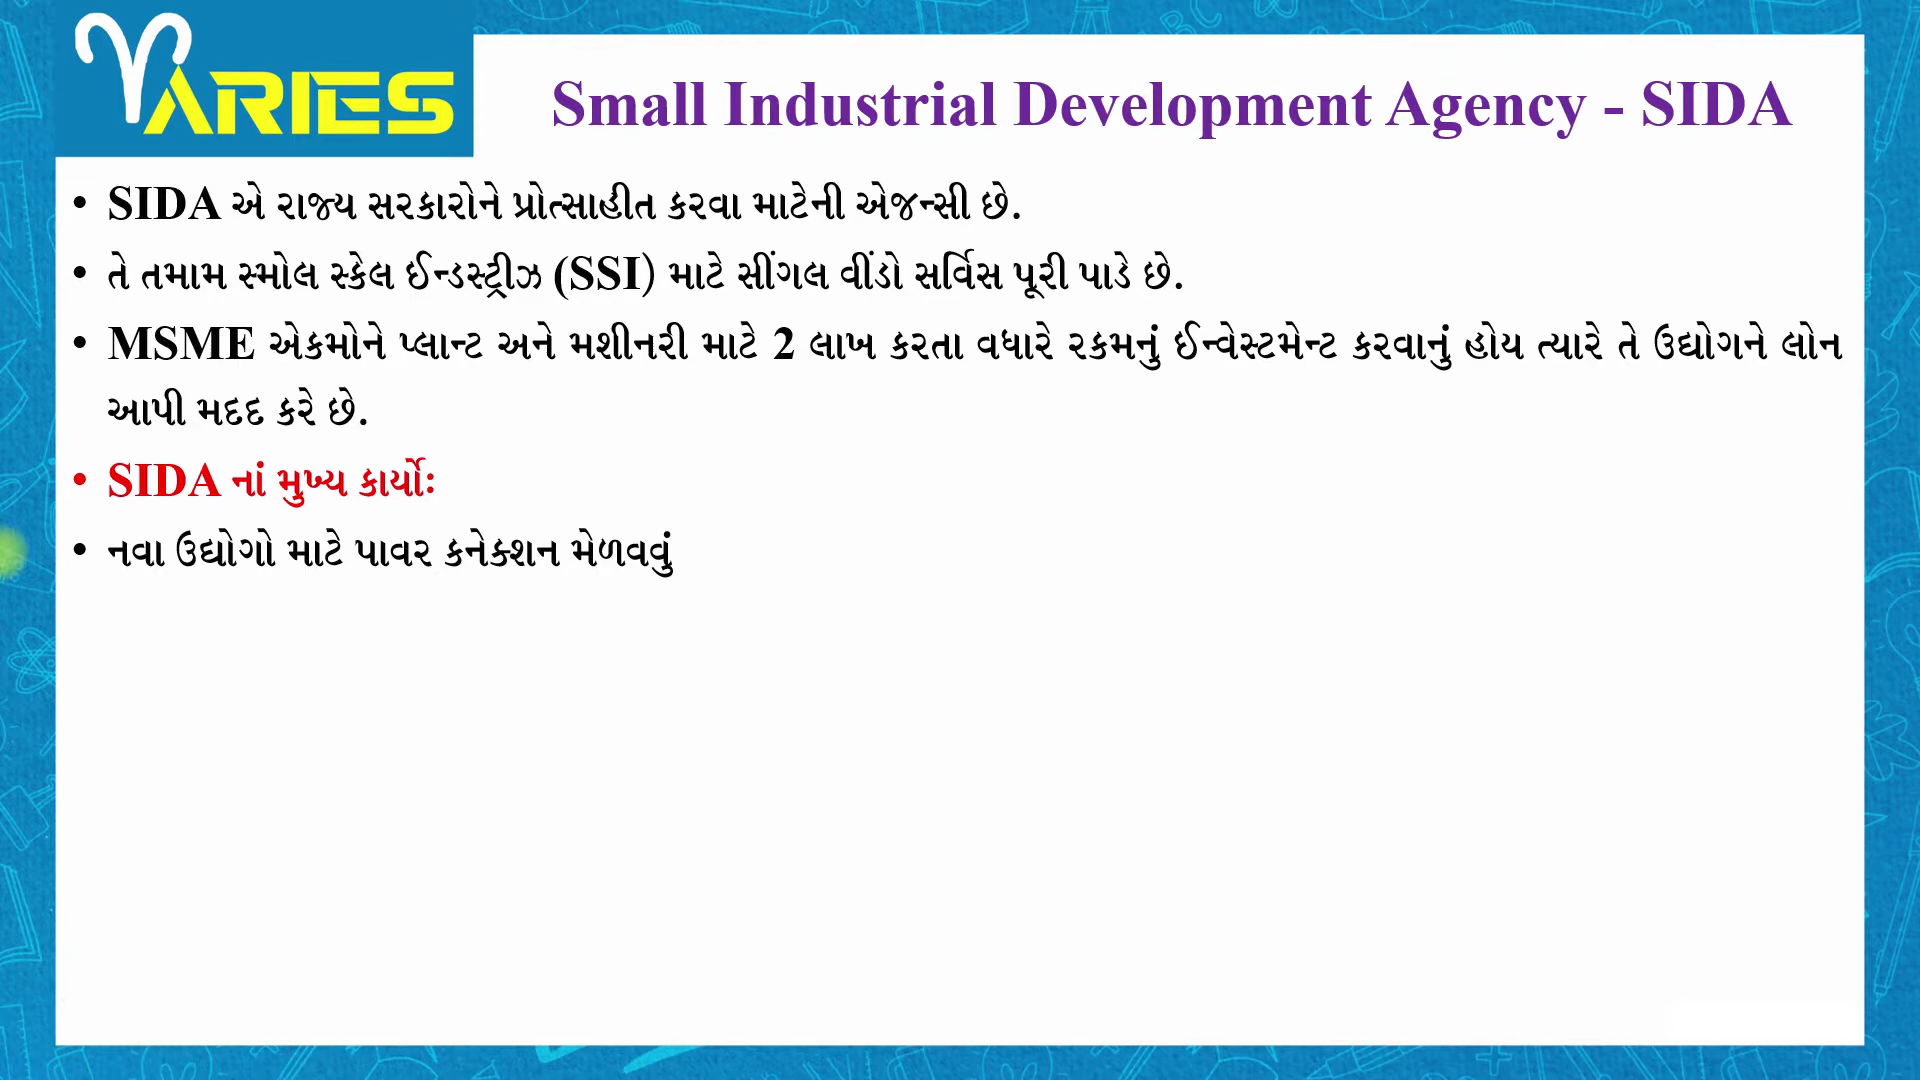 ARIES
Small Industrial Development Agency - SIDA
• SIDA એ રાજ્ય સરકારોને પ્રોત્સાહીત કરવા માટેની એજન્સી છે.
• તે તમામ સ્મોલ સ્કેલ ઈન્ડસ્ટ્રીઝ (SSI) માટે સીંગલ વીંડો સર્વિસ પૂરી પાડે છે.
• MSME એકમોને પ્લાન્ટ અને મશીનરી માટે 2 લાખ કરતા વધારે રકમનું ઈન્વેસ્ટમેન્ટ કરવાનું હોય ત્યારે તે ઉદ્યોગને લોન
આપી મદદ કરે છે.
• SIDA નાં મુખ્ય કાર્યોઃ
• નવા ઉદ્યોગો માટે પાવર કનેક્શન મેળવવું